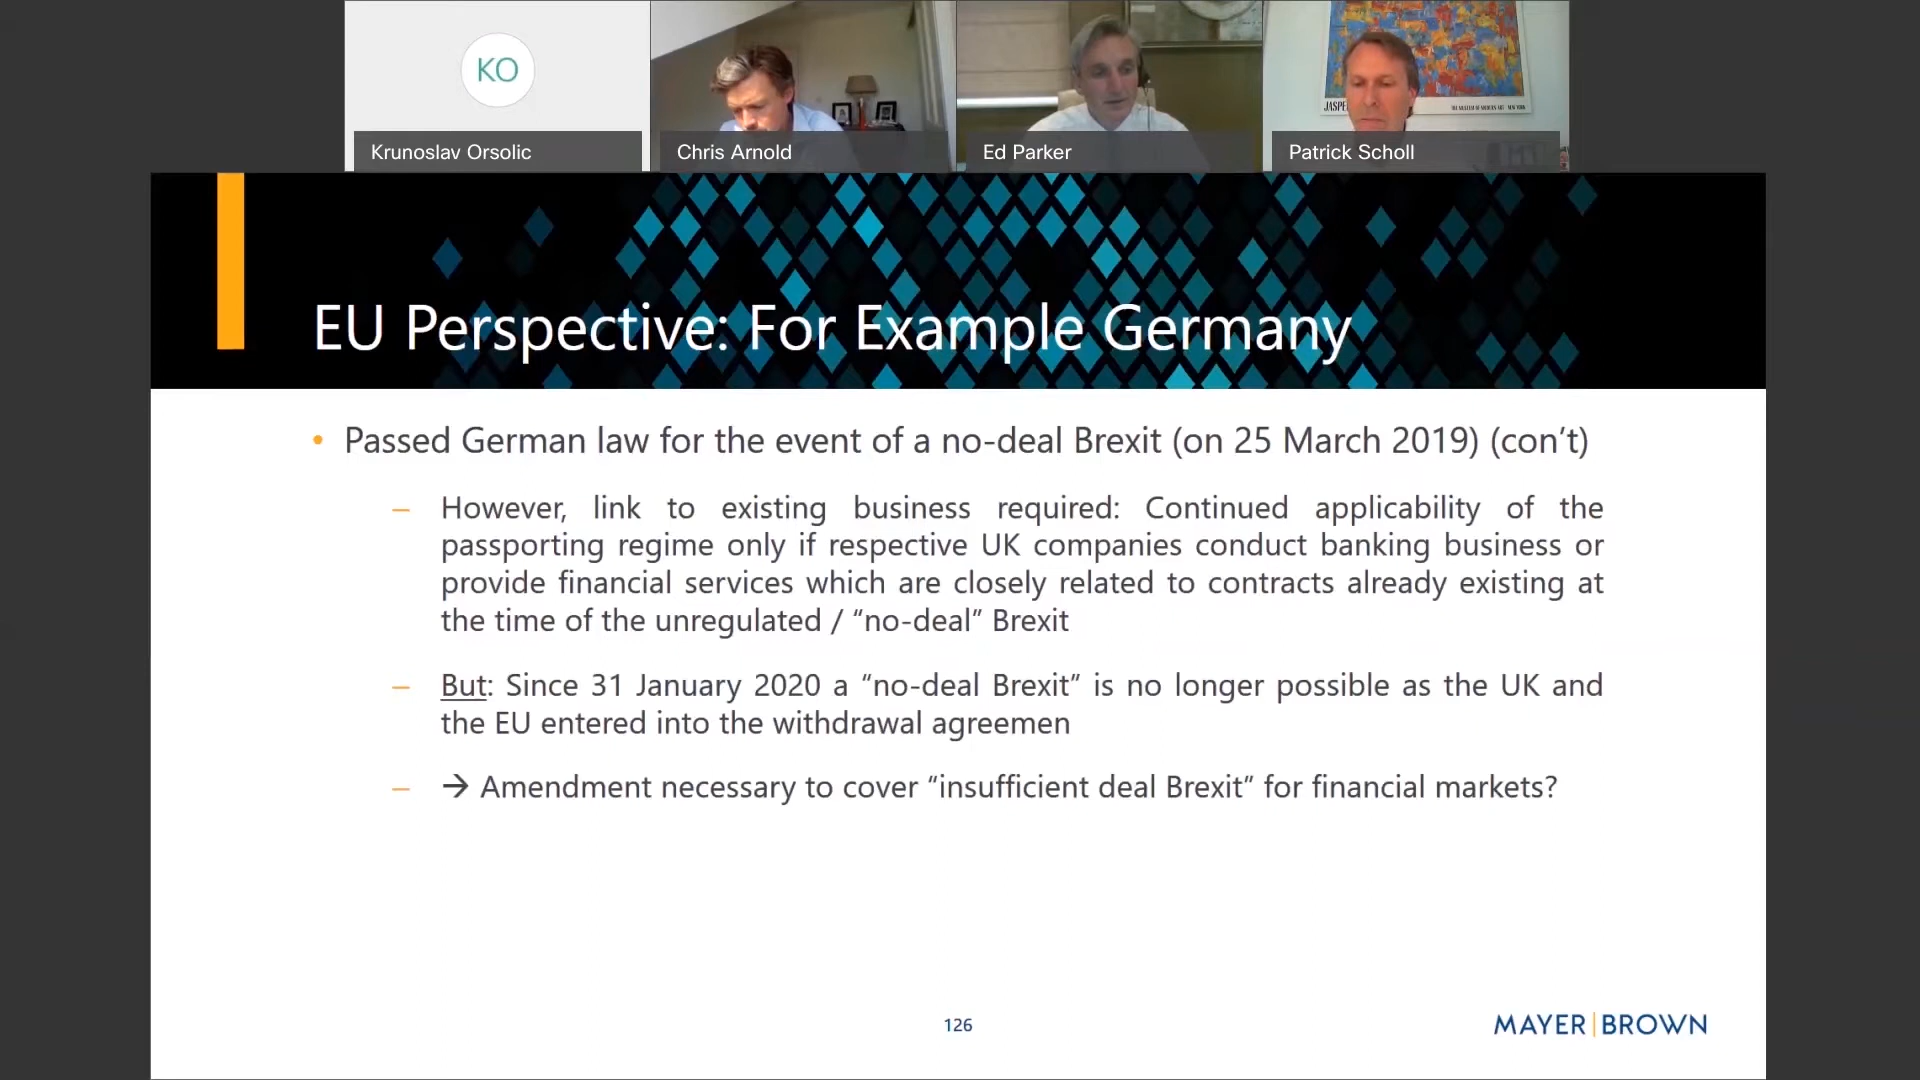 KO
Krunoslav Orsolic
Chris Arnold
Ed Parker
Patrick Scholl
JASPE
EU Perspective: For Example Germany
• Passed German law for the event of a no-deal Brexit (on 25 March 2019) (con’t)
– However, link to existing business required: Continued applicability of the
passporting regime only if respective UK companies conduct banking business or
provide financial services which are closely related to contracts already existing at
the time of the unregulated / “no-deal” Brexit
– But: Since 31 January 2020 a “no-deal Brexit” is no longer possible as the UK and
the EU entered into the withdrawal agreemen
– → Amendment necessary to cover “insufficient deal Brexit” for financial markets?
126
MAYER|BROWN